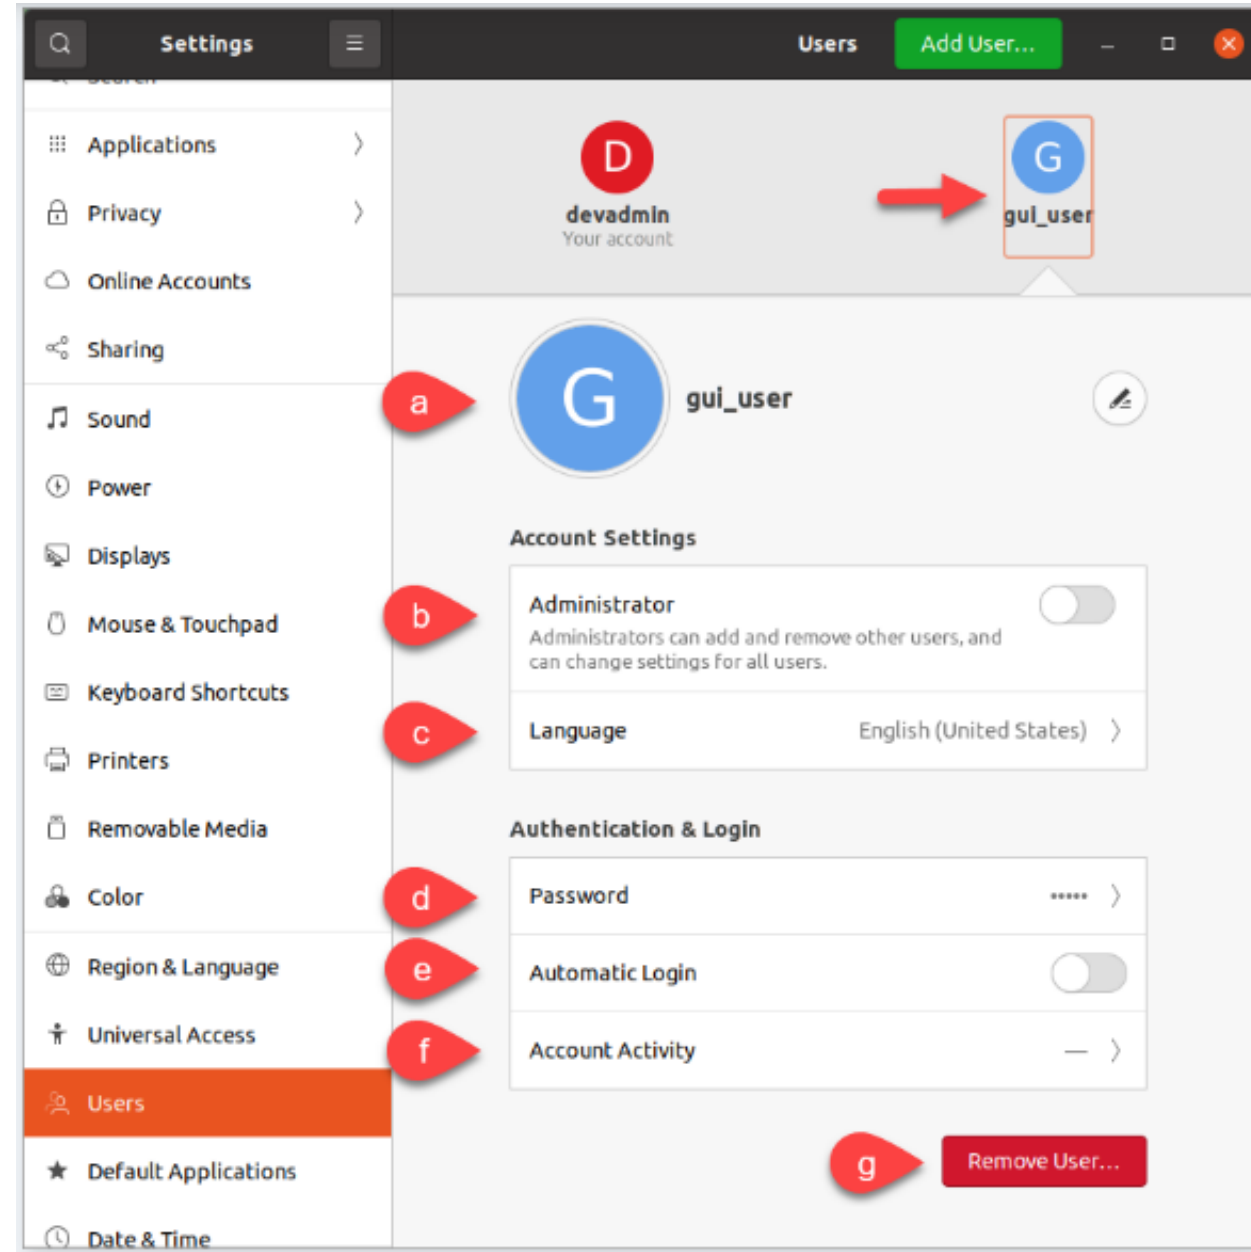 Settings
Users
Add User...
Search
Applications
Privacy
Online Accounts
Sharing
Sound
Power
Displays
Mouse & Touchpad
Keyboard Shortcuts
Printers
Removable Media
Color
Region & Language
Universal Access
Users
Default Applications
Date & Time
D
devadmin
Your account
G
gui_user
a
G
gui_user
Account Settings
b
Administrator
Administrators can add and remove other users, and
can change settings for all users.
c
Language English (United States)
Authentication & Login
d
Password •••••
e
Automatic Login
f
Account Activity —
g
Remove User...